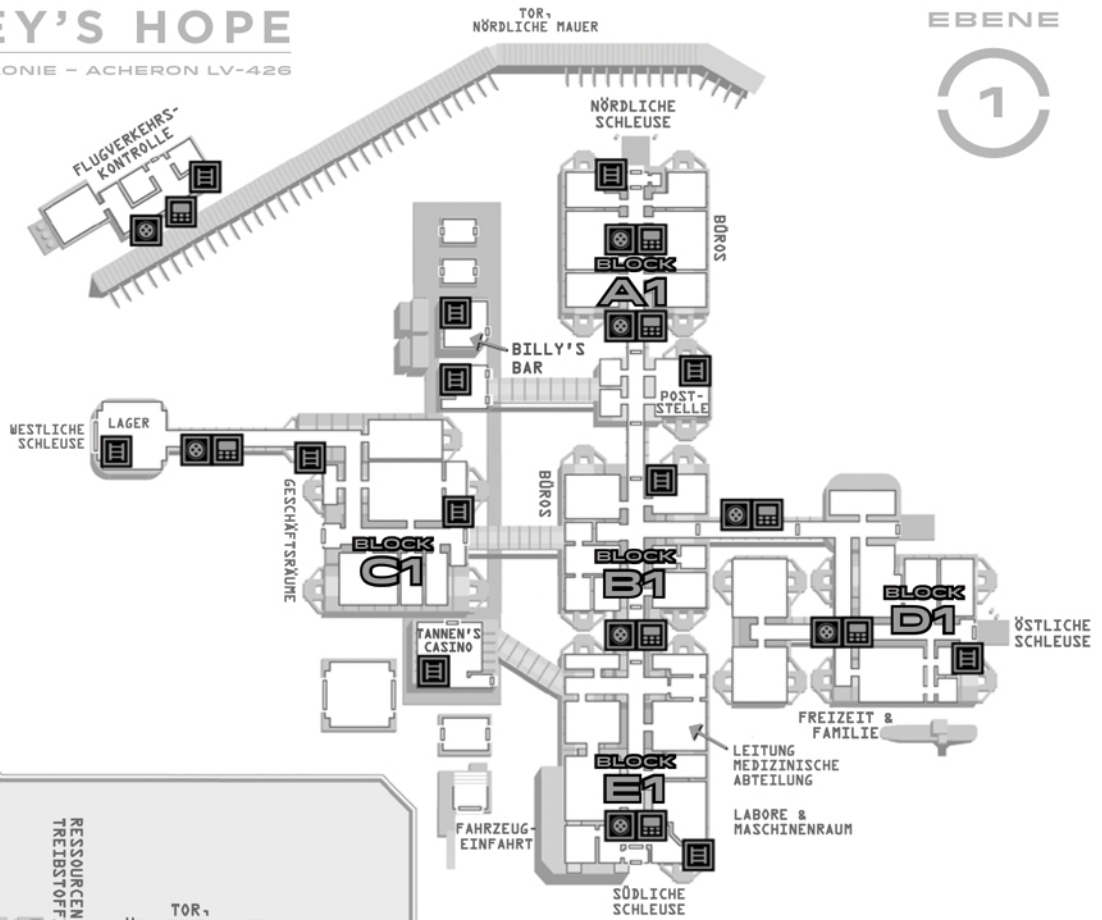 EY'S HOPE
ONIE – ACHERON LV-426
TOR,
NÖRDLICHE MAUER
EBENE
1
FLUGVERKEHRS-
KONTROLLE
NÖRDLICHE
SCHLEUSE
BÜROS
BLOCK
A1
BILLY'S
BAR
POST-
STELLE
WESTLICHE
SCHLEUSE
LAGER
GESCHÄFTSRÄUME
BÜROS
BLOCK
C1
BLOCK
B1
BLOCK
D1
ÖSTLICHE
SCHLEUSE
TANNEN'S
CASINO
FREIZEIT &
FAMILIE
LEITUNG
MEDIZINISCHE
ABTEILUNG
BLOCK
E1
LABORE &
MASCHINENRAUM
FAHRZEUG-
EINFAHRT
SÜDLICHE
SCHLEUSE
RESSOURCEN
TREIBSTOFF
TOR,